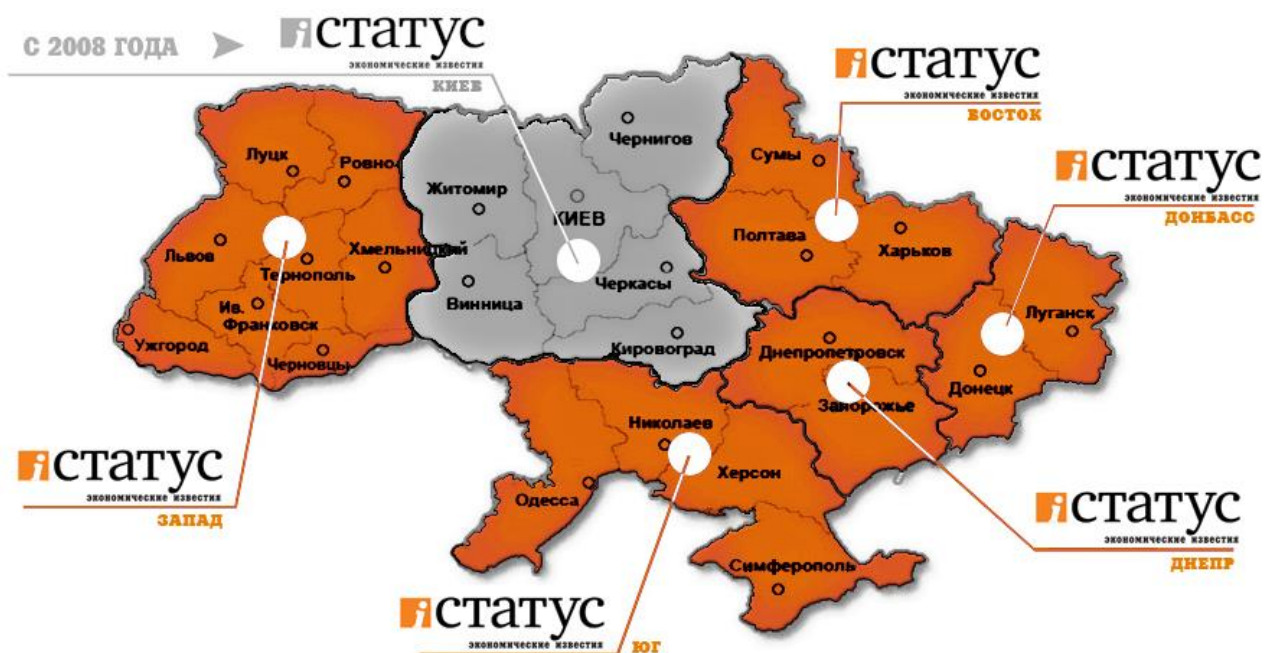 С 2008 ГОДА
i статус
экономические известия
КИЕВ
i статус
экономические известия
ВОСТОК
i статус
экономические известия
ДОНБАСС
Чернигов
Луцк
Ровно
Сумы
Житомир
КИЕВ
Львов
Тернополь
Хмельницкий
Полтава
Харьков
Винница
Черкасы
Ив.
Франковск
Ужгород
Черновцы
Кировоград
Днепропетровск
Луганск
Донецк
Запорожье
Николаев
Херсон
Одесса
Симферополь
i статус
экономические известия
ЗАПАД
i статус
экономические известия
ДНЕПР
i статус
экономические известия
ЮГ